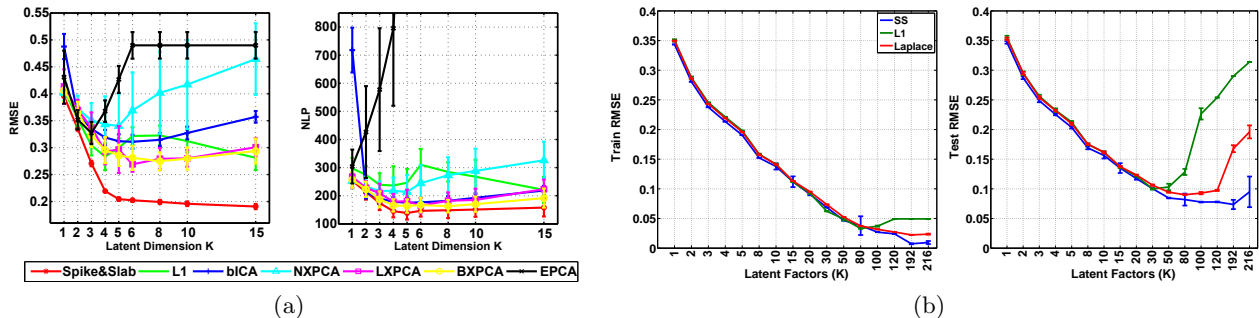 0.55
0.5
0.45
0.4
0.35
0.3
0.25
0.2
RMSE
1 2 3 4 5 6 8 10 15
Latent Dimension K
800
700
600
500
400
300
200
100
NLP
1 2 3 4 5 6 8 10 15
Latent Dimension K
Spike&Slab L1 bICA NXPCA LXPCA BXPCA EPCA
(a)
0.4
0.35
0.3
0.25
0.2
0.15
0.1
0.05
0
Train RMSE
SS
L1
Laplace
1 2 3 4 5 8 10 15 20 30 50 80 100 120 192 216
Latent Factors (K)
0.4
0.35
0.3
0.25
0.2
0.15
0.1
0.05
0
Test RMSE
1 2 3 4 5 8 10 15 20 30 50 80 100 120 192 216
Latent Factors (K)
(b)